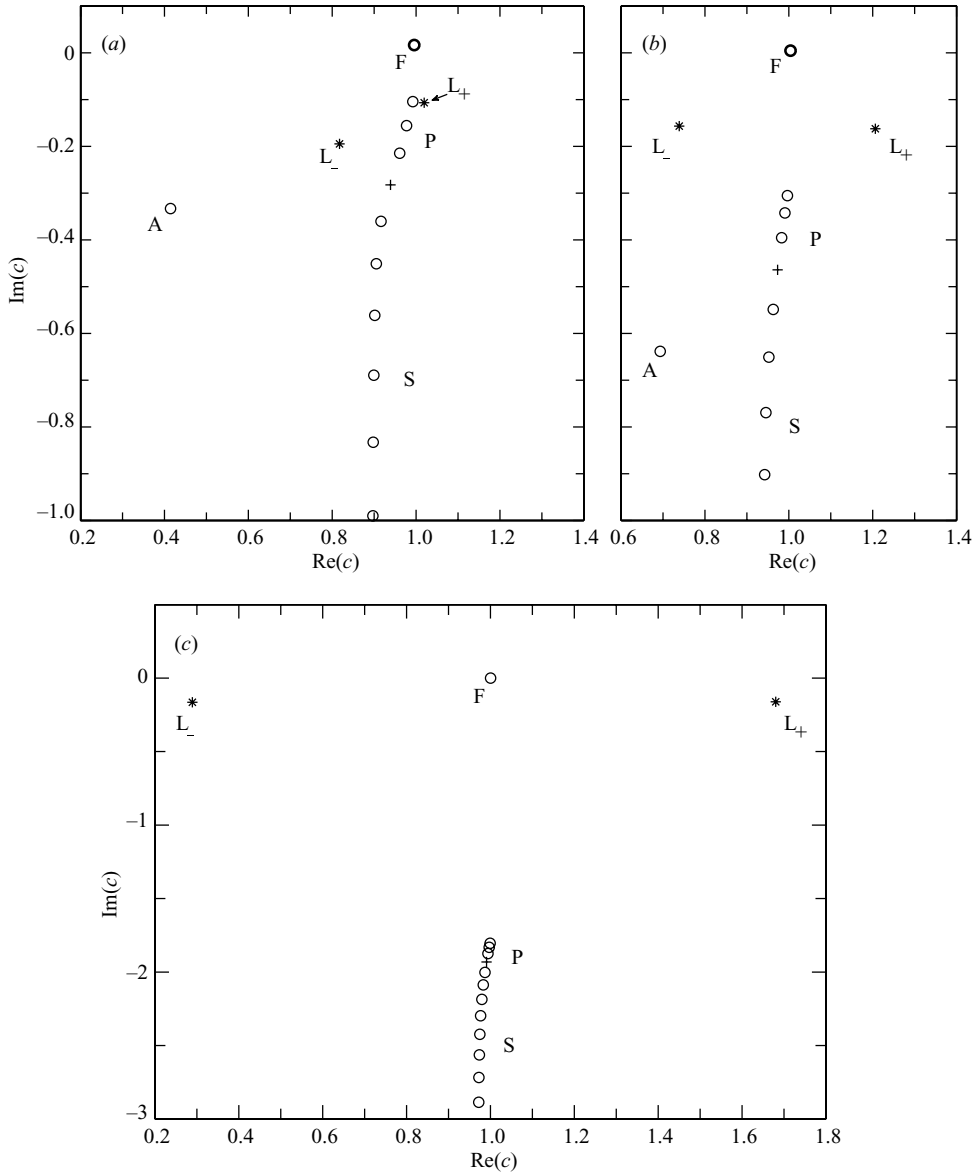 (a)
0
–0.2
–0.4
–0.6
–0.8
–1.0
Im(c)
F
L+
P
L–
A
S
0.2 0.4 0.6 0.8 1.0 1.2 1.4
Re(c)
(b)
F
L–
L+
P
A
S
0.6 0.8 1.0 1.2 1.4
Re(c)
(c)
0
–1
–2
–3
Im(c)
F
L–
L+
P
S
0.2 0.4 0.6 0.8 1.0 1.2 1.4 1.6 1.8
Re(c)